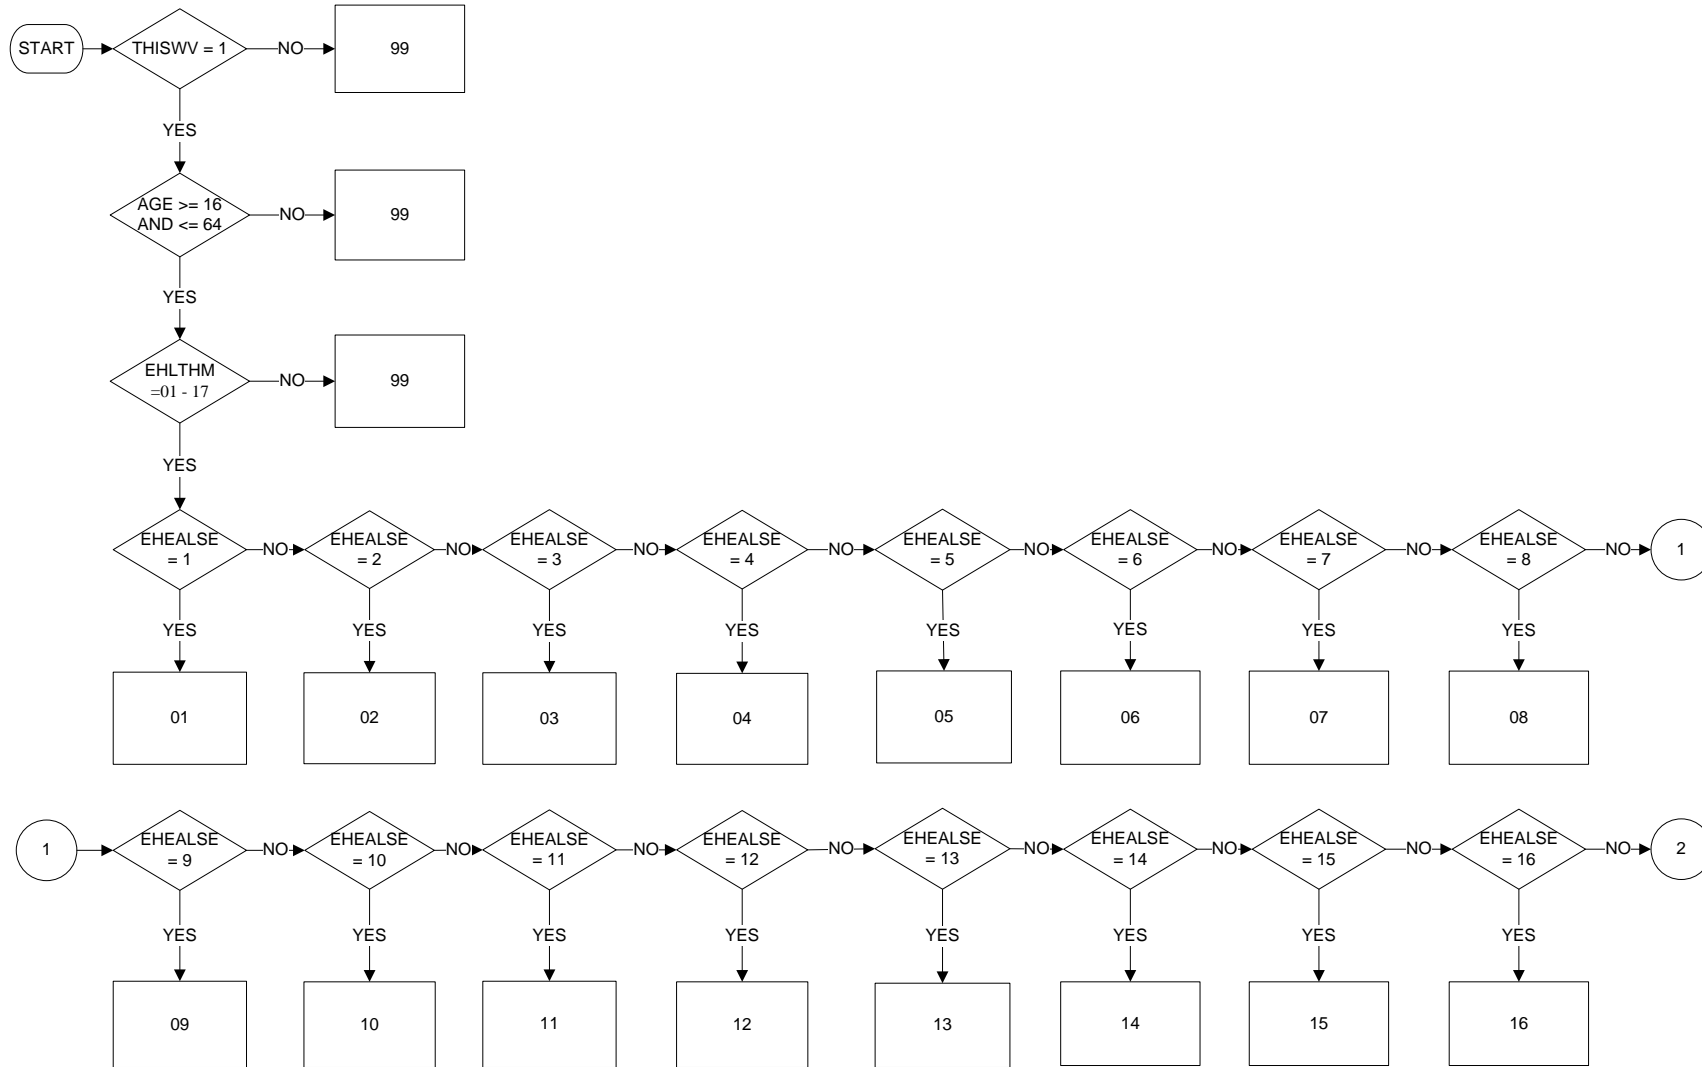 START
THISWV = 1
NO
99
YES
AGE >= 16
AND <= 64
NO
99
YES
EHLTHM
=01 - 17
NO
99
YES
EHEALSE
= 1
NO
EHEALSE
= 2
NO
EHEALSE
= 3
NO
EHEALSE
= 4
NO
EHEALSE
= 5
NO
EHEALSE
= 6
NO
EHEALSE
= 7
NO
EHEALSE
= 8
NO
1
YES
YES
YES
YES
YES
YES
YES
YES
01
02
03
04
05
06
07
08
1
EHEALSE
= 9
NO
EHEALSE
= 10
NO
EHEALSE
= 11
NO
EHEALSE
= 12
NO
EHEALSE
= 13
NO
EHEALSE
= 14
NO
EHEALSE
= 15
NO
EHEALSE
= 16
NO
2
YES
YES
YES
YES
YES
YES
YES
YES
09
10
11
12
13
14
15
16